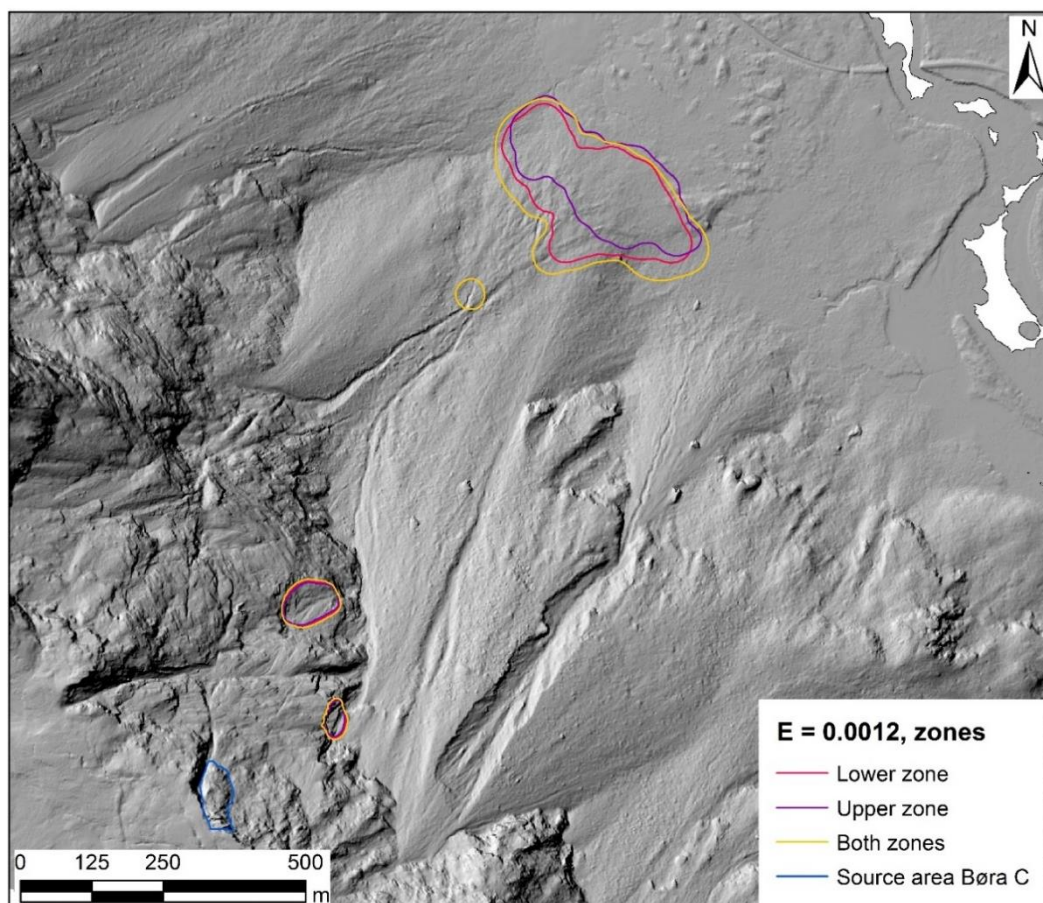 N
E = 0.0012, zones
Lower zone
Upper zone
Both zones
Source area Børa C
0 125 250 500
m